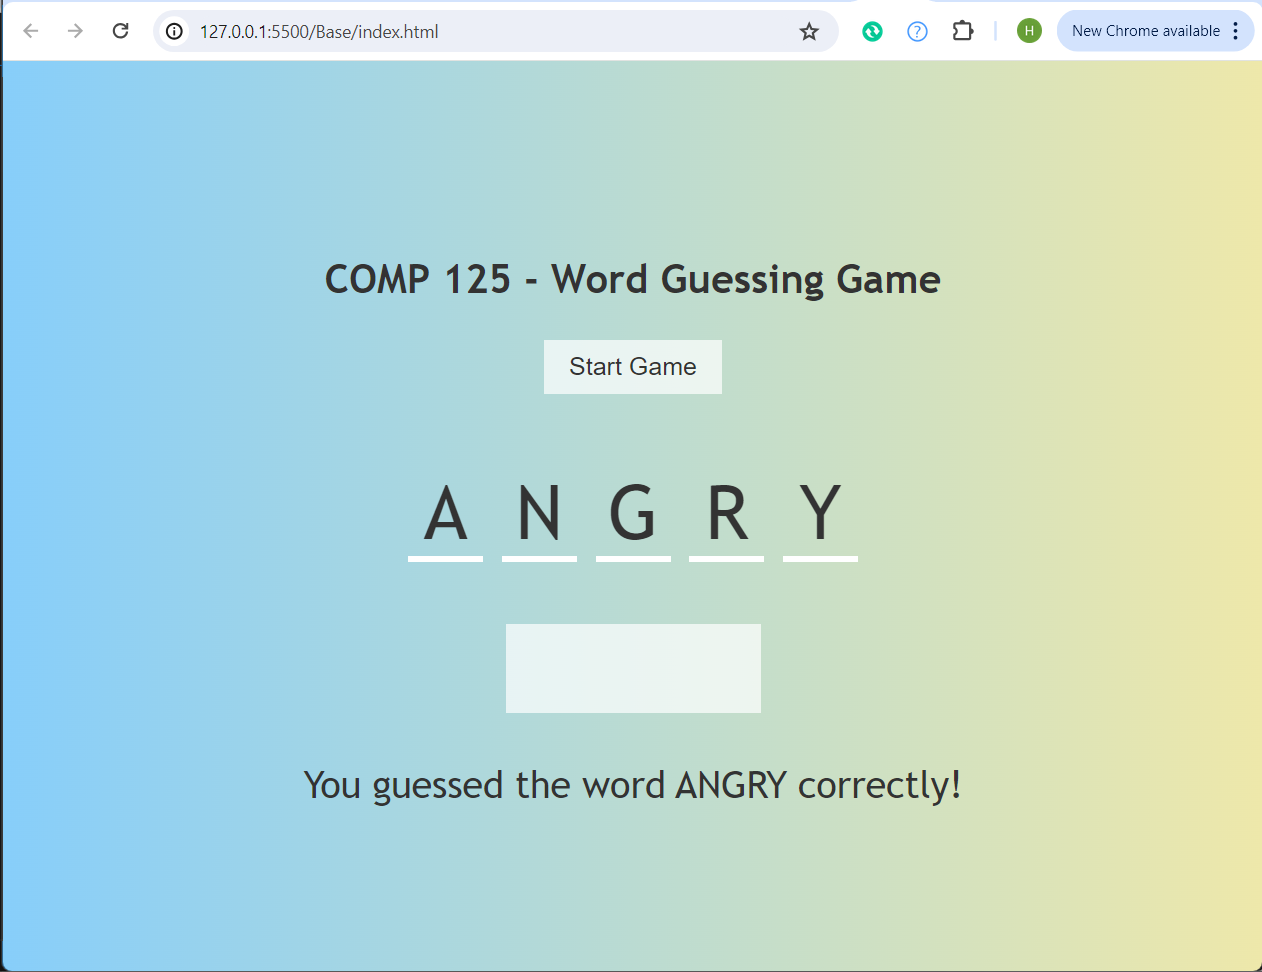 127.0.0.1:5500/Base/index.html
H
New Chrome available
COMP 125 - Word Guessing Game
Start Game
A N G R Y
You guessed the word ANGRY correctly!